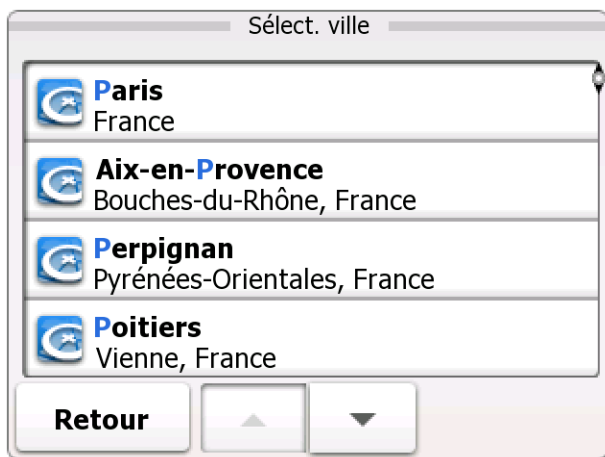 Sélect. ville
Paris
France
Aix-en-Provence
Bouches-du-Rhône, France
Perpignan
Pyrénées-Orientales, France
Poitiers
Vienne, France
Retour